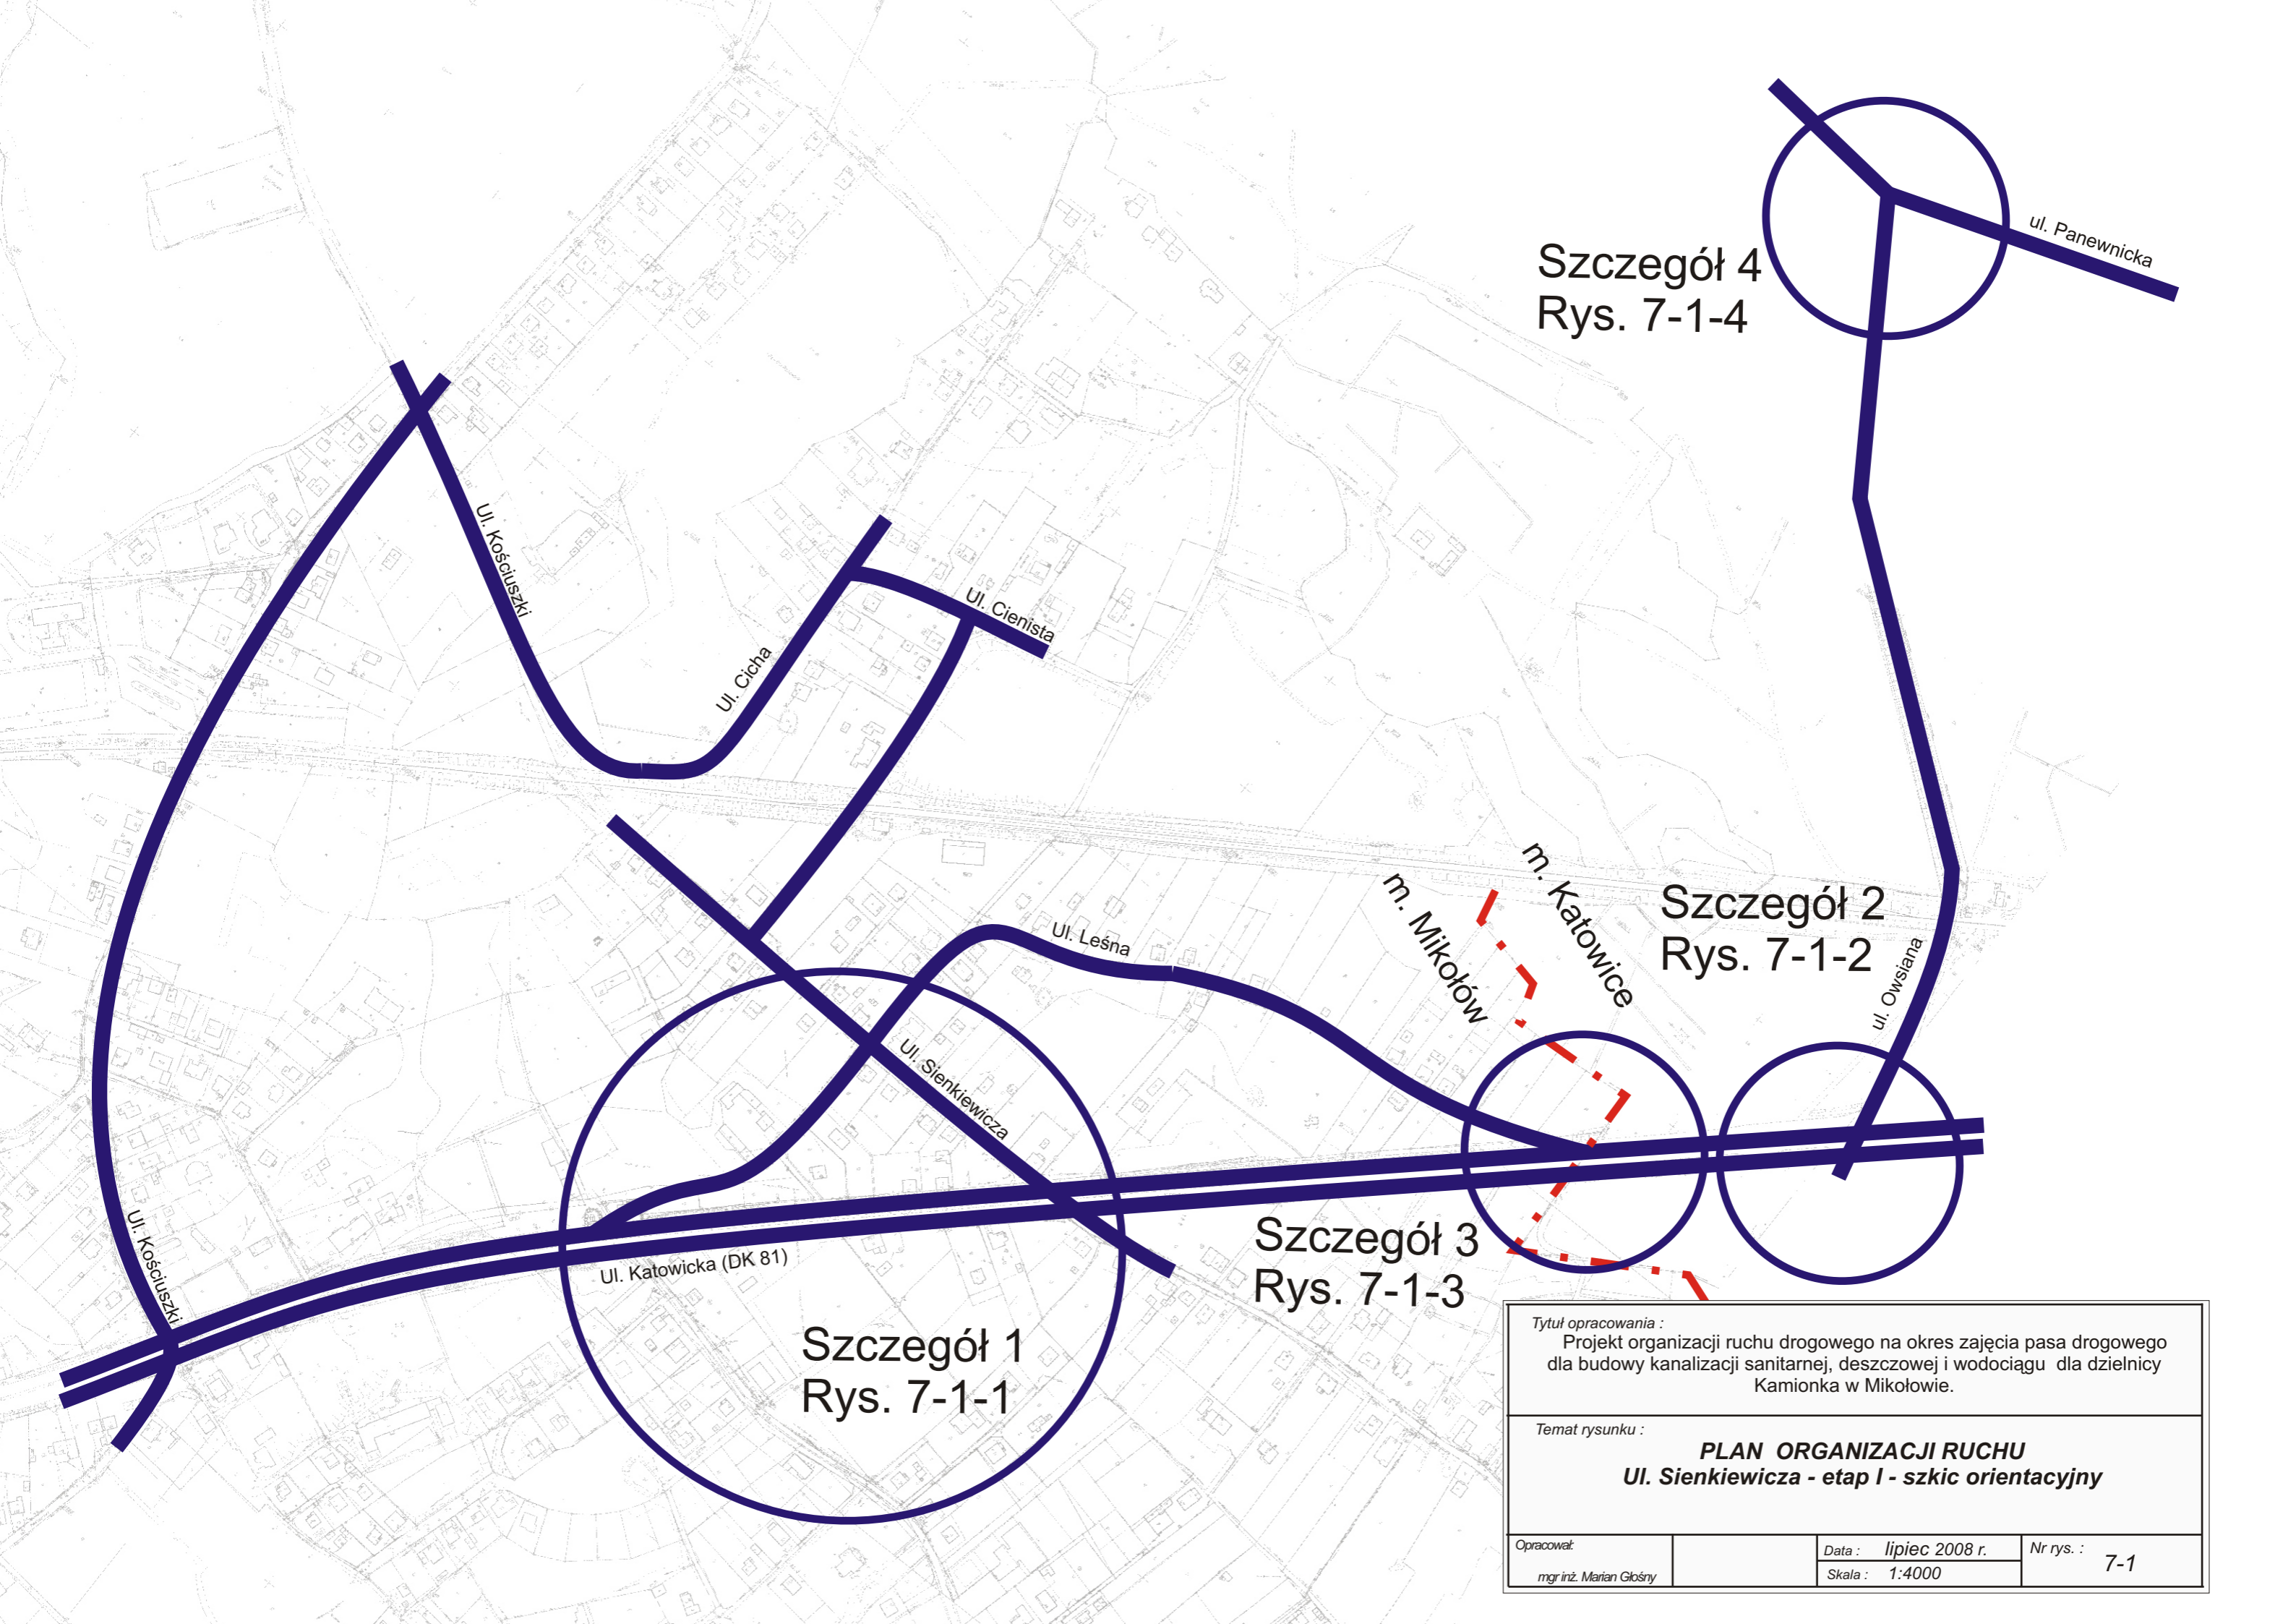 ul. Panewnicka
Szczegół 4
Rys. 7-1-4
Ul. Kościuszki
Ul. Cienista
Ul. Cicha
m. Katowice
m. Mikołów
Szczegół 2
Rys. 7-1-2
Ul. Leśna
ul. Owsiana
Ul. Sienkiewicza
Ul. Kościuszki
Ul. Katowicka (DK 81)
Szczegół 3
Rys. 7-1-3
Szczegół 1
Rys. 7-1-1
Tytuł opracowania :
Projekt organizacji ruchu drogowego na okres zajęcia pasa drogowego
dla budowy kanalizacji sanitarnej, deszczowej i wodociągu dla dzielnicy
Kamionka w Mikołowie.
Temat rysunku :
PLAN ORGANIZACJI RUCHU
Ul. Sienkiewicza - etap I - szkic orientacyjny
Opracował:
mgr inż. Marian Głośny
Data : lipiec 2008 r.
Skala : 1:4000
Nr rys. : 7-1